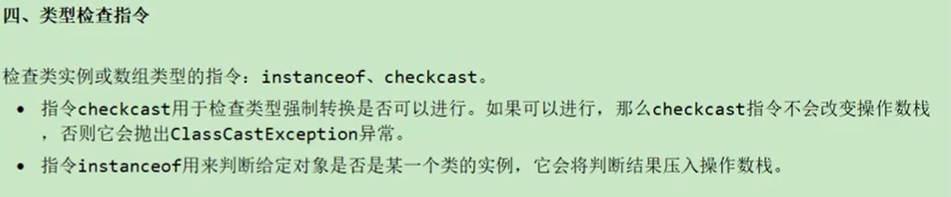 四、类型检查指令
检查类实例或数组类型的指令：instanceof、checkcast。
• 指令checkcast用于检查类型强制转换是否可以进行。如果可以进行，那么checkcast指令不会改变操作数栈
，否则它会抛出ClassCastException异常。
• 指令instanceof用来判断给定对象是否是某一个类的实例，它会将判断结果压入操作数栈。